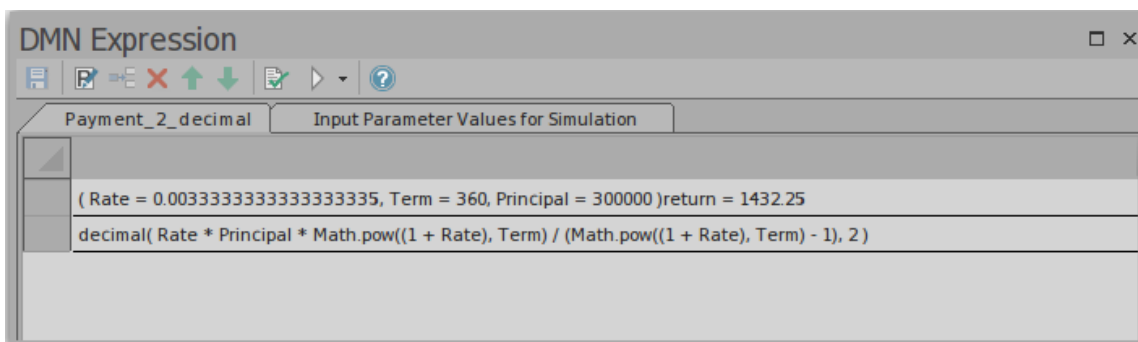 DMN Expression
Payment_2_decimal Input Parameter Values for Simulation
( Rate = 0.00333333333333333335, Term = 360, Principal = 300000 )return = 1432.25
decimal( Rate * Principal * Math.pow((1 + Rate), Term) / (Math.pow((1 + Rate), Term) - 1), 2 )